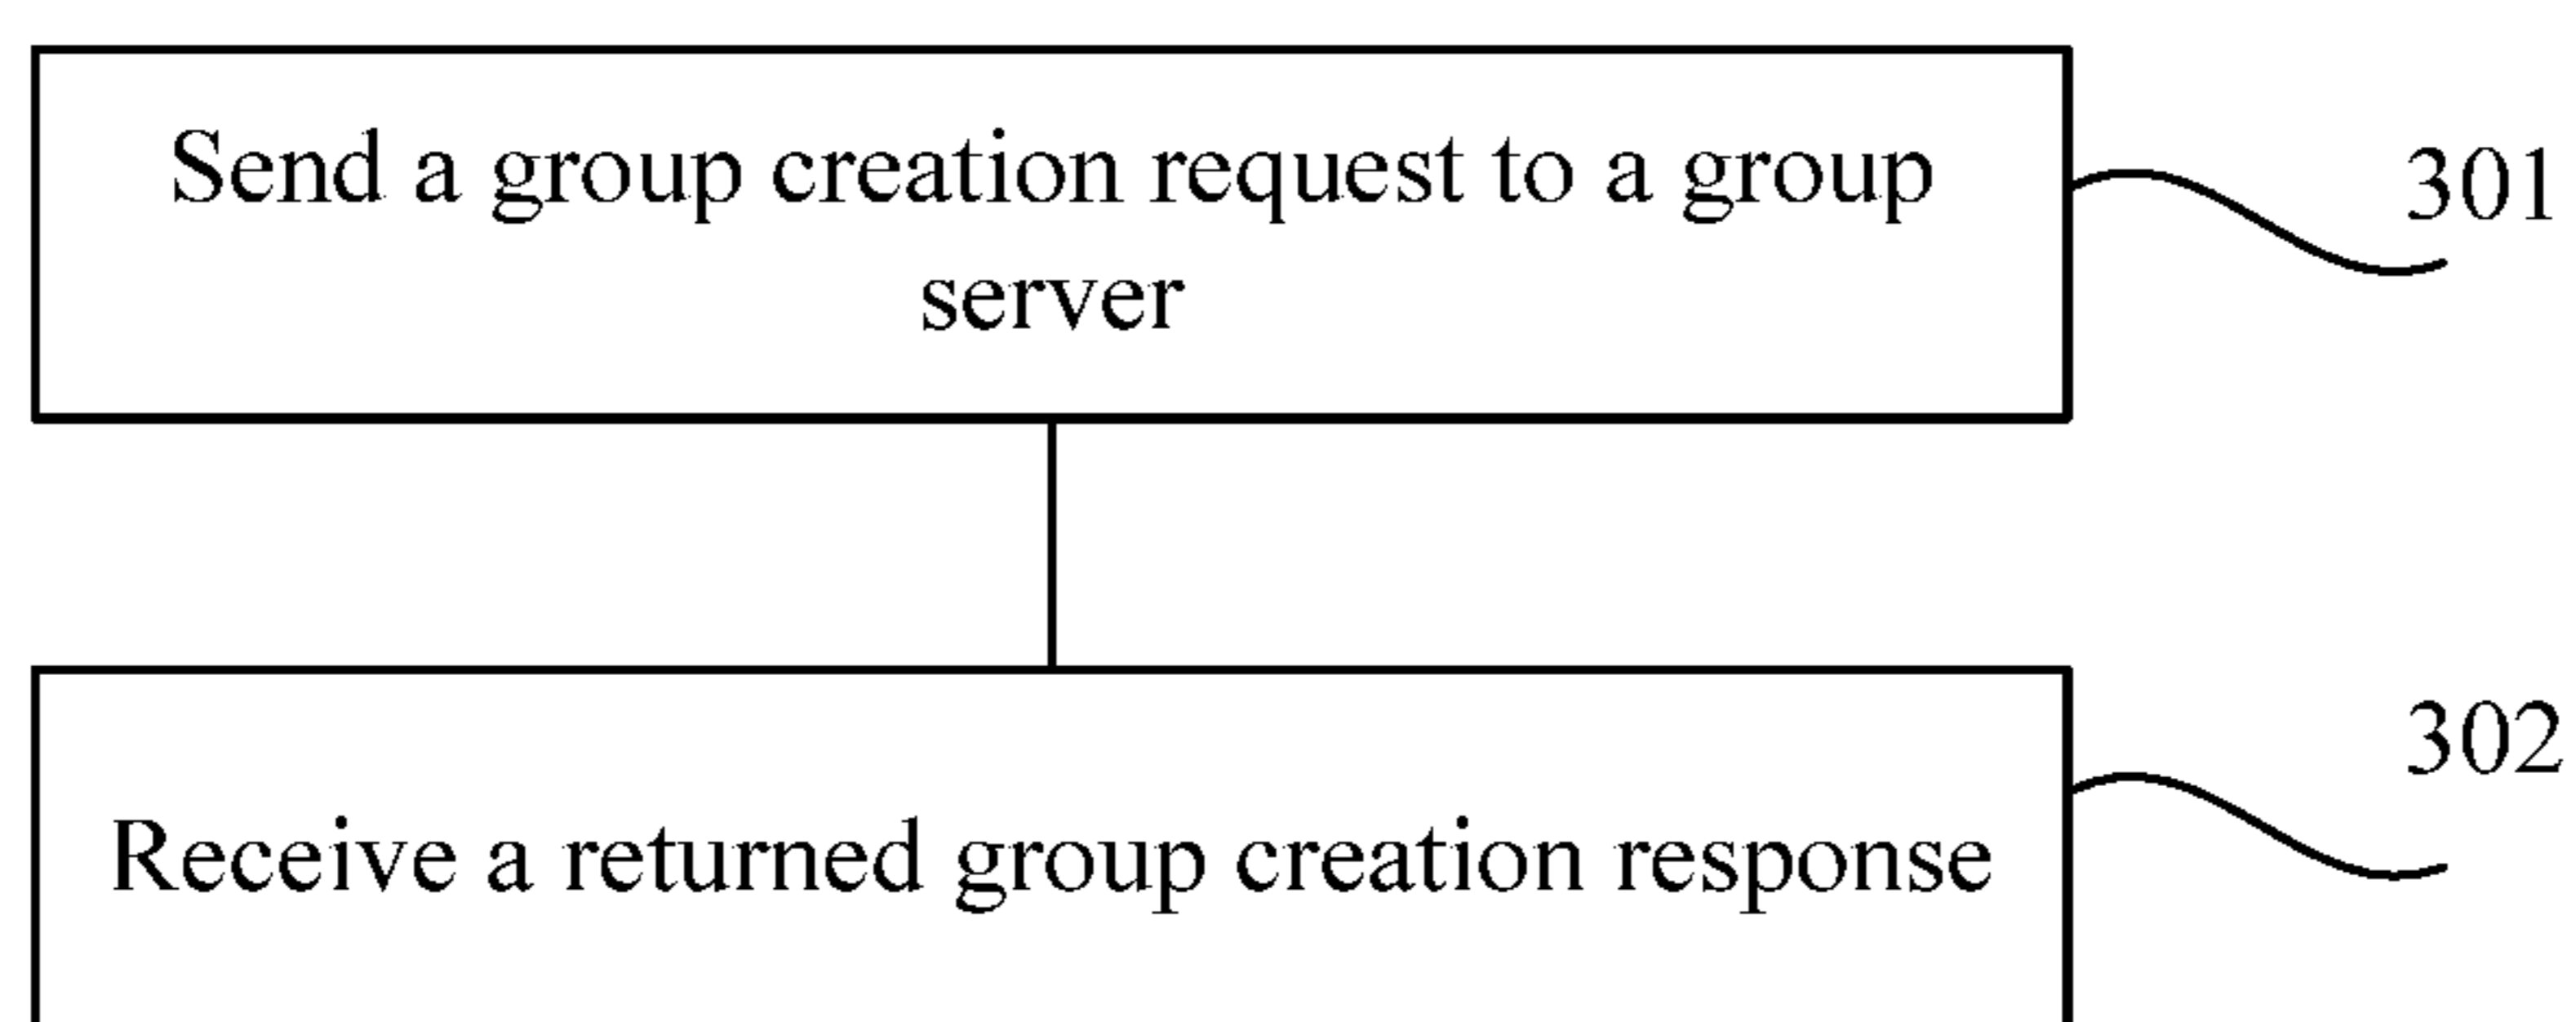 Send a group creation request to a group
server
301
302
Receive a returned group creation response